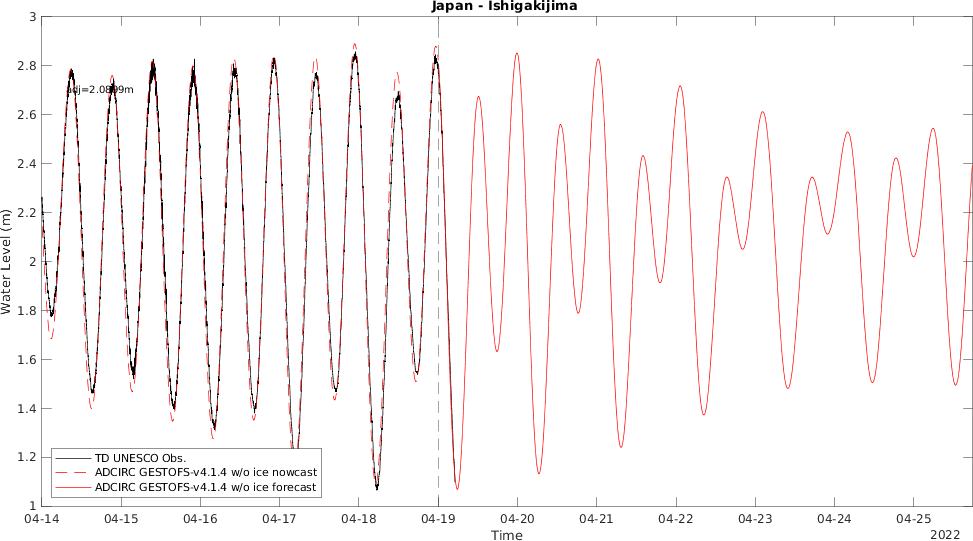 Japan - Ishigakijima
3
2.8
2.6
2.4
2.2
2
1.8
1.6
1.4
1.2
1
Water Level (m)
adj=2.0899m
TD UNESCO Obs.
ADCIRC GESTOFS-v4.1.4 w/o ice nowcast
ADCIRC GESTOFS-v4.1.4 w/o ice forecast
04-14 04-15 04-16 04-17 04-18 04-19 04-20 04-21 04-22 04-23 04-24 04-25
Time
2022